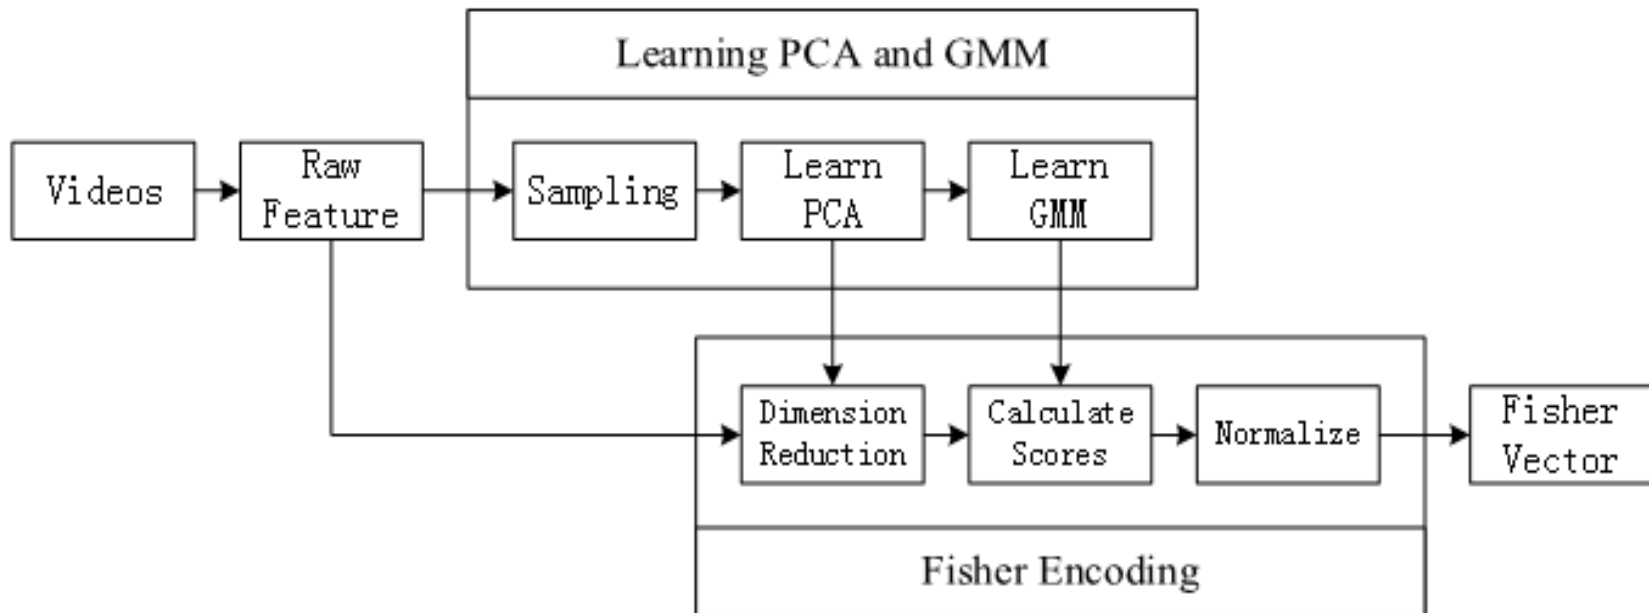 Learning PCA and GMM
Videos
Raw
Feature
Sampling
Learn
PCA
Learn
GMM
Dimension
Reduction
Calculate
Scores
Normalize
Fisher
Vector
Fisher Encoding